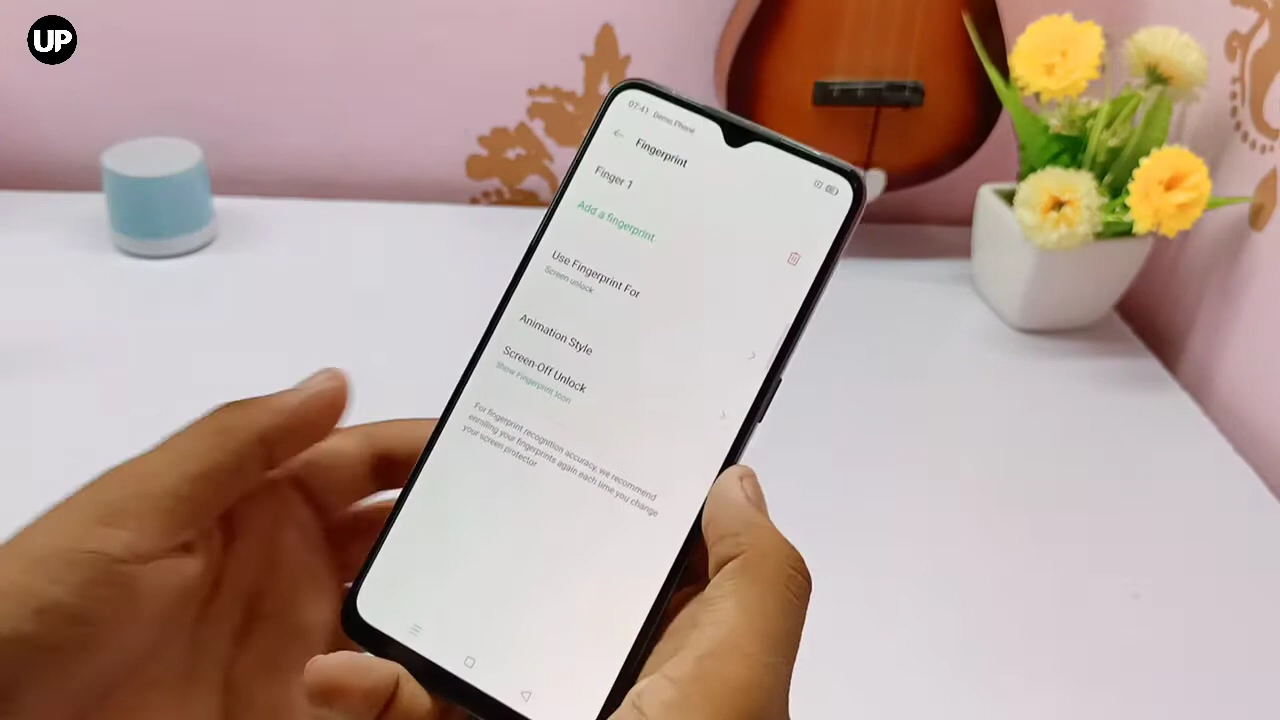 UP
07:41 Demo Phone
Fingerprint
Finger 1
Add a fingerprint
Use Fingerprint For
Screen unlock
Animation Style
Screen-Off Unlock
Show Fingerprint Icon
For fingerprint recognition accuracy, we recommend
enrolling your fingerprints again each time you change
your screen protector